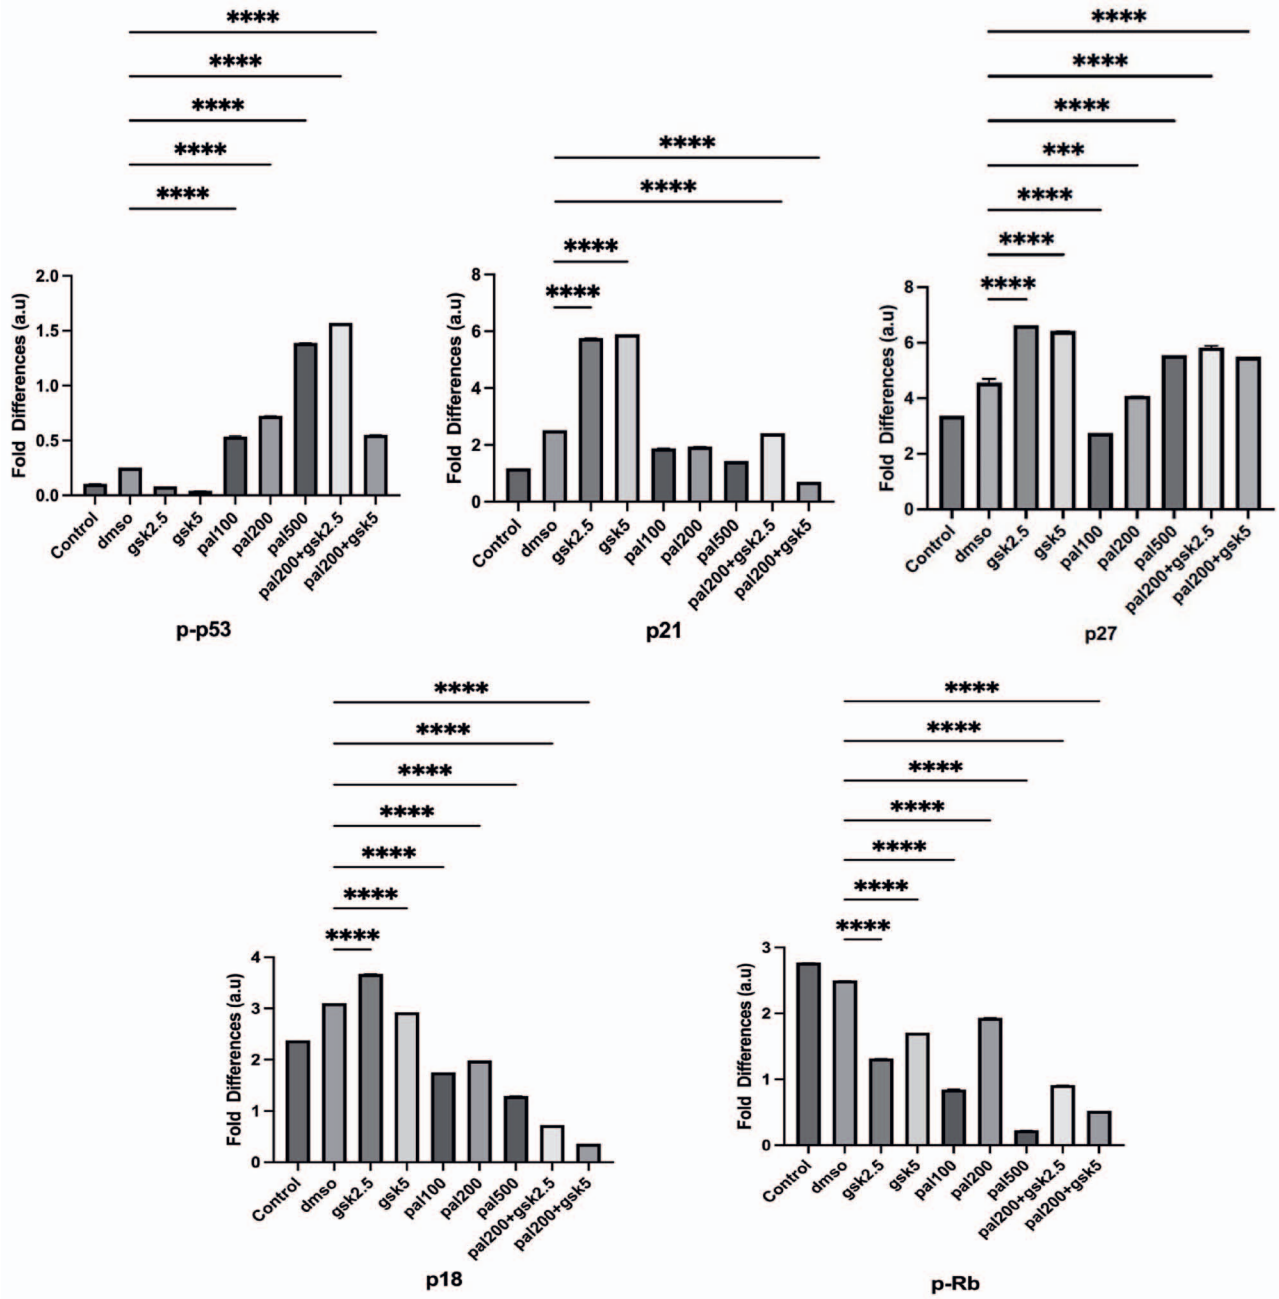 ****
****
****
****
****
Fold Differences (a.u)
2.0
1.5
1.0
0.5
0.0
Control
dmso
gsk2.5
gsk5
pal100
pal200
pal500
pal200+gsk2.5
pal200+gsk5
p-p53
****
****
****
****
Fold Differences (a.u)
8
6
4
2
0
Control
dmso
gsk2.5
gsk5
pal100
pal200
pal500
pal200+gsk2.5
pal200+gsk5
p21
****
****
****
***
****
****
****
Fold Differences (a.u)
8
6
4
2
0
Control
dmso
gsk2.5
gsk5
pal100
pal200
pal500
pal200+gsk2.5
pal200+gsk5
p27
****
****
****
****
****
****
****
Fold Differences (a.u)
4
3
2
1
0
Control
dmso
gsk2.5
gsk5
pal100
pal200
pal500
pal200+gsk2.5
pal200+gsk5
p18
****
****
****
****
****
****
****
Fold Differences (a.u)
3
2
1
0
Control
dmso
gsk2.5
gsk5
pal100
pal200
pal500
pal200+gsk2.5
pal200+gsk5
p-Rb